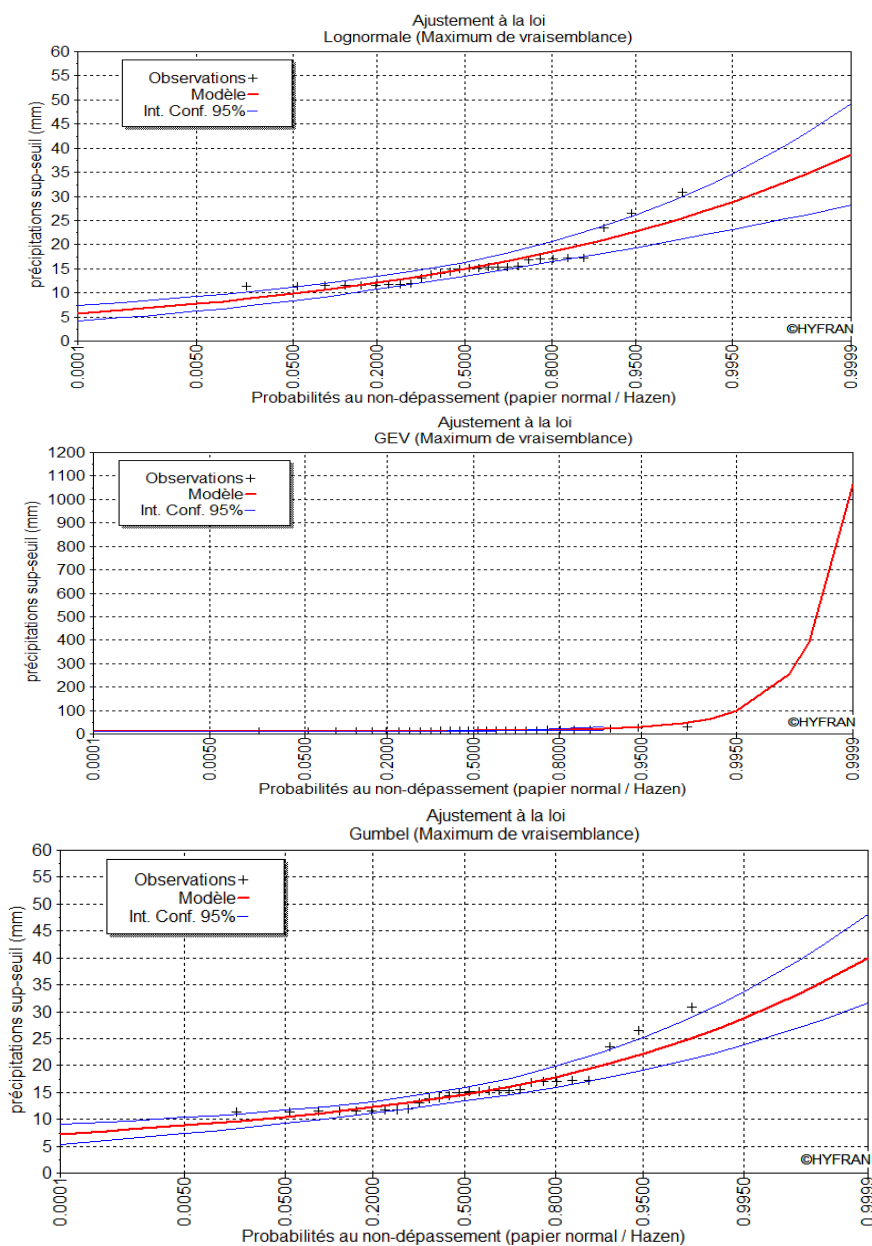 Ajustement à la loi
Lognormale (Maximum de vraisemblance)
précipitations sup-seuil (mm)
60
55
50
45
40
35
30
25
20
15
10
5
0
Observations +
Modèle
Int. Conf. 95%
©HYFRAN
0.0001
0.0050
0.0500
0.2000
0.5000
0.8000
0.9500
0.9950
0.9999
Probabilités au non-dépassement (papier normal / Hazen)
Ajustement à la loi
GEV (Maximum de vraisemblance)
précipitations sup-seuil (mm)
1200
1100
1000
900
800
700
600
500
400
300
200
100
0
Observations +
Modèle
Int. Conf. 95%
©HYFRAN
0.0001
0.0050
0.0500
0.2000
0.5000
0.8000
0.9500
0.9950
0.9999
Probabilités au non-dépassement (papier normal / Hazen)
Ajustement à la loi
Gumbel (Maximum de vraisemblance)
précipitations sup-seuil (mm)
60
55
50
45
40
35
30
25
20
15
10
5
0
Observations +
Modèle
Int. Conf. 95%
©HYFRAN
0.0001
0.0050
0.0500
0.2000
0.5000
0.8000
0.9500
0.9950
0.9999
Probabilités au non-dépassement (papier normal / Hazen)